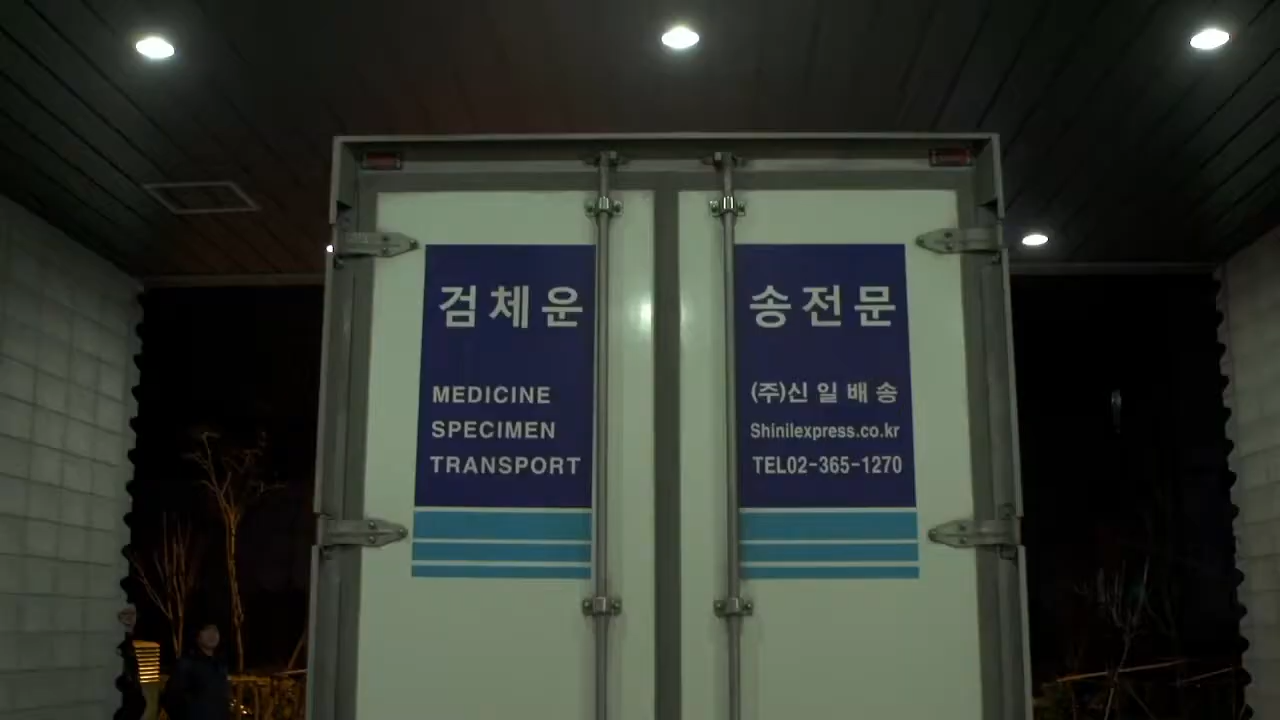 검체운송전문
MEDICINE
SPECIMEN
TRANSPORT
(주)신일배송
Shinilexpress.co.kr
TEL02-365-1270